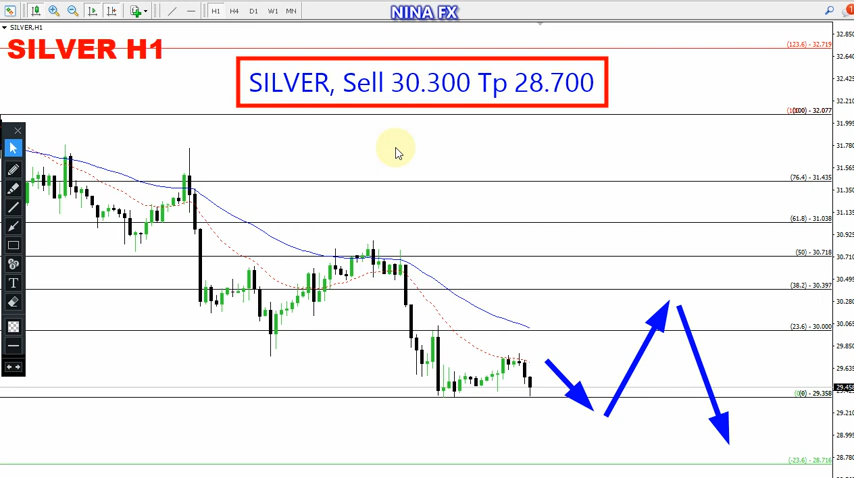 H1 H4 D1 W1 MN
NINA FX
SILVER,H1
SILVER H1
SILVER, Sell 30.300 Tp 28.700
(123.6) - 32.719
(100) - 32.077
(76.4) - 31.435
(61.8) - 31.038
(50) - 30.718
(38.2) - 30.397
(23.6) - 30.000
(0) - 29.358
(-23.6) - 28.716
32.850
32.640
32.425
32.210
31.995
31.780
31.565
31.350
31.135
30.925
30.710
30.495
30.280
30.065
29.850
29.635
29.458
29.210
28.995
28.780
T